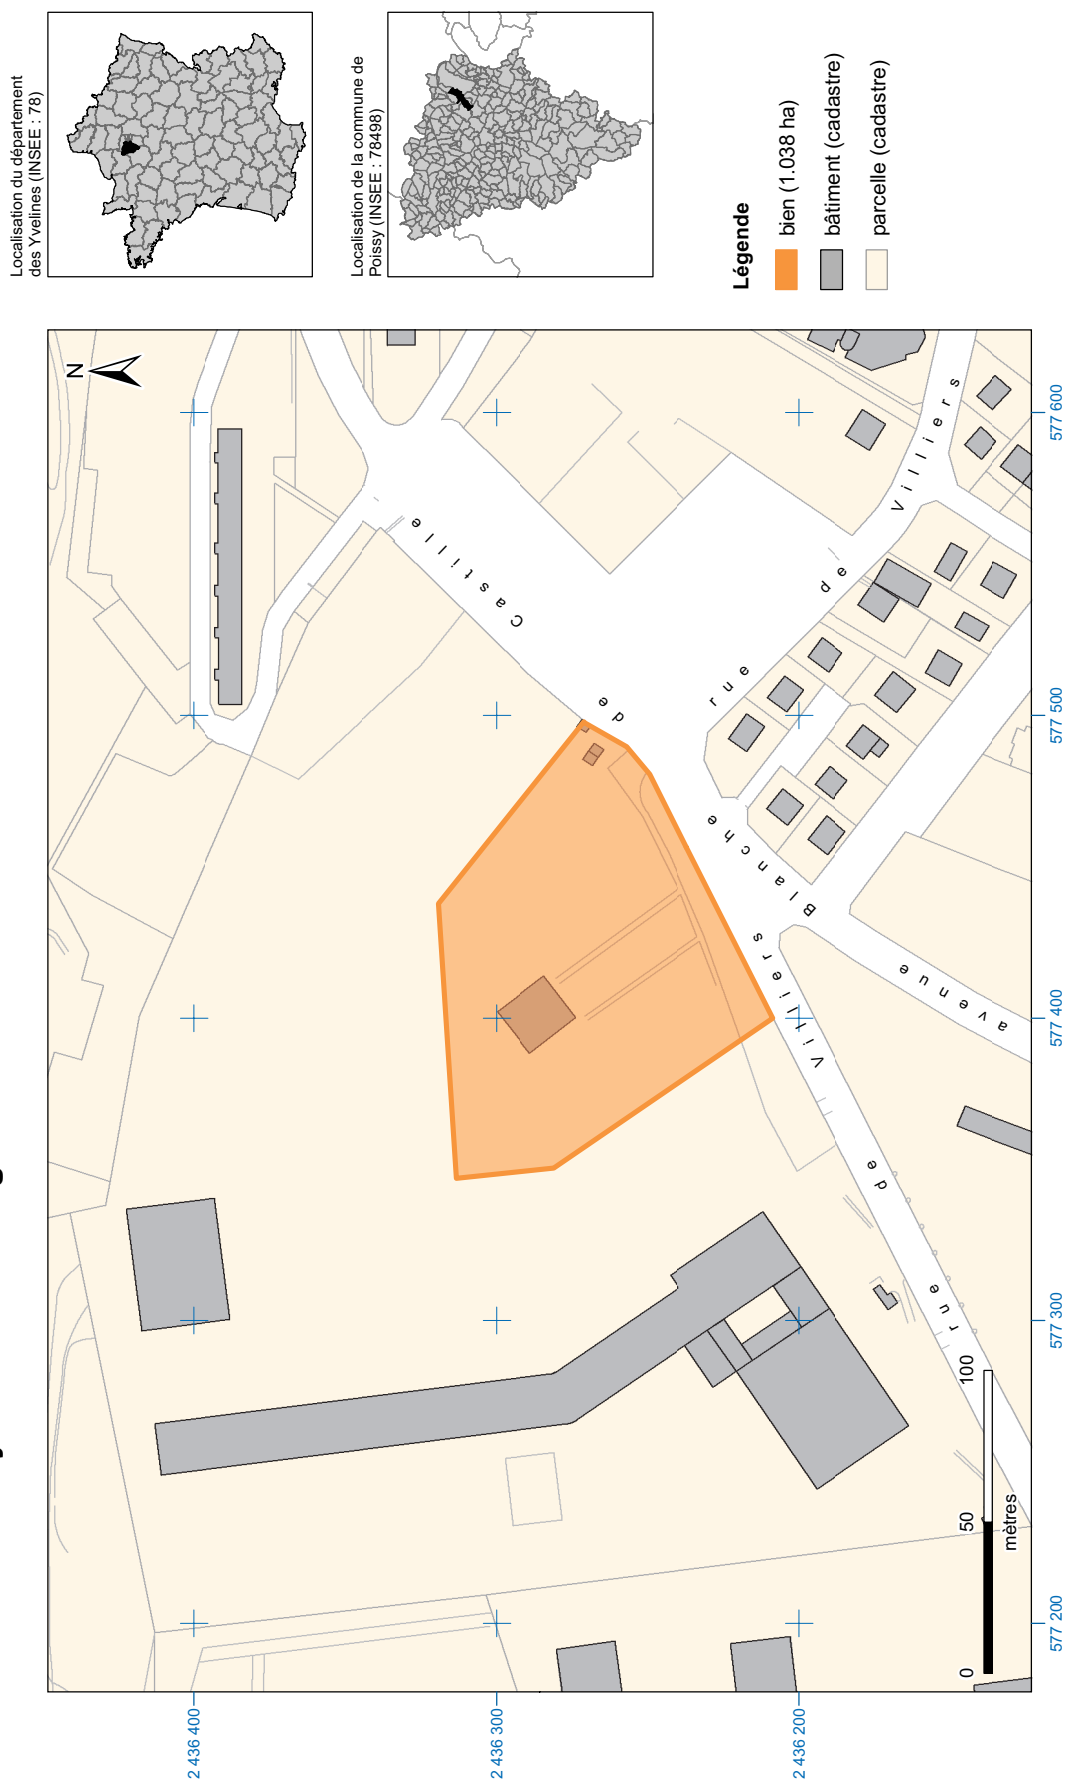 Localisation du département
des Yvelines (INSEE : 78)
Localisation de la commune de
Poissy (INSEE : 78498)
Légende
bien (1.038 ha)
bâtiment (cadastre)
parcelle (cadastre)
N
2 436 400
2 436 300
2 436 200
577 200
577 300
577 400
577 500
577 600
rue de Villiers
avenue Blanche de Castille
rue de Villiers
0 50 100
mètres